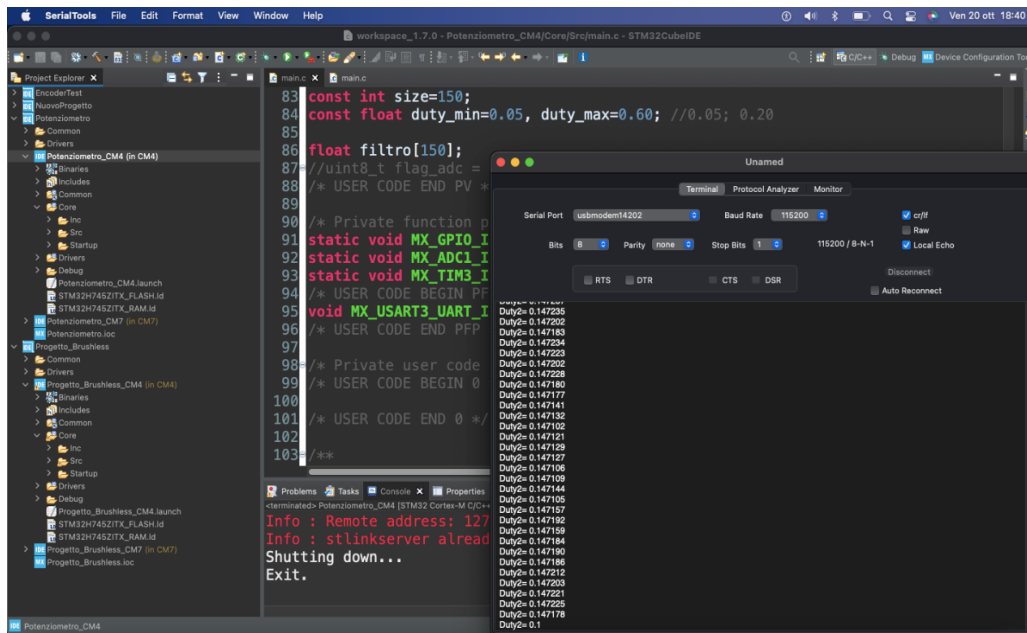 SerialTools File Edit Format View Window Help
Ven 20 ott 18:40
workspace_1.7.0 - Potenziometro_CM4/Core/Src/main.c - STM32CubeIDE
C/C++ Debug Device Configuration To
Project Explorer
EncoderTest
NuovoProgetto
Potenziometro
Common
Drivers
Potenziometro_CM4 (in CM4)
Binaries
Includes
Common
Core
Inc
Src
Startup
Drivers
Debug
Potenziometro_CM4.launch
STM32H745ZITX_FLASH.ld
STM32H745ZITX_RAM.ld
Potenziometro_CM7 (in CM7)
Potenziometro.ioc
Progetto_Brushless
Common
Drivers
Progetto_Brushless_CM4 (in CM4)
Binaries
Includes
Common
Core
Inc
Src
Startup
Drivers
Debug
Progetto_Brushless_CM4.launch
STM32H745ZITX_FLASH.ld
STM32H745ZITX_RAM.ld
Progetto_Brushless_CM7 (in CM7)
Progetto_Brushless.ioc
Potenziometro_CM4
main.c main.c
83 const int size=150;
84 const float duty_min=0.05, duty_max=0.60; //0.05; 0.20
85
86 float filtro[150];
87 //uint8_t flag_adc =
88 /* USER CODE END PV *
89
90 /* Private function p
91 static void MX_GPIO_I
92 static void MX_ADC1_I
93 static void MX_TIM3_I
94 /* USER CODE BEGIN PF
95 void MX_USART3_UART_I
96 /* USER CODE END PFP
97
98 /* Private user code
99 /* USER CODE BEGIN 0
100
101 /* USER CODE END 0 */
102
103 /**
Problems Tasks Console Properties
<terminated> Potenziometro_CM4 [STM32 Cortex-M C/C++
Info : Remote address: 127
Info : stlinkserver alread
Shutting down...
Exit.
Unamed
Terminal Protocol Analyzer Monitor
Serial Port usbmodem14202 Baud Rate 115200 cr/lf
Raw
Bits 8 Parity none Stop Bits 1 115200 / 8-N-1 Local Echo
Disconnect
RTS DTR CTS DSR
Auto Reconnect
Duty2= 0.147235
Duty2= 0.147202
Duty2= 0.147183
Duty2= 0.147234
Duty2= 0.147223
Duty2= 0.147202
Duty2= 0.147228
Duty2= 0.147180
Duty2= 0.147177
Duty2= 0.147141
Duty2= 0.147132
Duty2= 0.147102
Duty2= 0.147121
Duty2= 0.147129
Duty2= 0.147127
Duty2= 0.147106
Duty2= 0.147109
Duty2= 0.147144
Duty2= 0.147105
Duty2= 0.147157
Duty2= 0.147192
Duty2= 0.147159
Duty2= 0.147184
Duty2= 0.147190
Duty2= 0.147186
Duty2= 0.147212
Duty2= 0.147203
Duty2= 0.147221
Duty2= 0.147225
Duty2= 0.147178
Duty2= 0.1